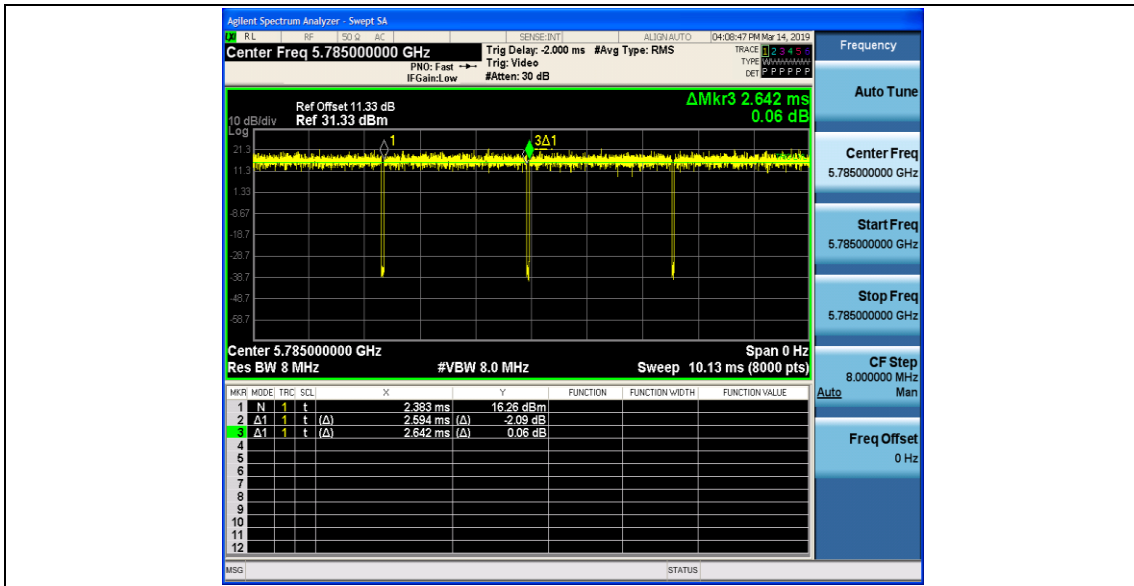 Agilent Spectrum Analyzer - Swept SA
LXI RL RF 50 Ω AC SENSE:INT ALIGN AUTO 04:08:47 PM Mar 14, 2019
Center Freq 5.785000000 GHz
PNO: Fast
IFGain:Low
Trig Delay: -2.000 ms #Avg Type: RMS
Trig: Video
#Atten: 30 dB
TRACE 1 2 3 4 5 6
TYPE
DET P P P P P P
ΔMkr3 2.642 ms
0.06 dB
Ref Offset 11.33 dB
10 dB/div Ref 31.33 dBm
Log
21.3
11.3
1.33
-8.67
-18.7
-28.7
-38.7
-48.7
-58.7
1
3Δ1
Center 5.785000000 GHz Span 0 Hz
Res BW 8 MHz #VBW 8.0 MHz Sweep 10.13 ms (8000 pts)
MKR MODE TRC SCL X Y FUNCTION FUNCTION WIDTH FUNCTION VALUE
1 N 1 t 2.383 ms 16.26 dBm
2 Δ1 1 t (Δ) 2.594 ms (Δ) -2.09 dB
3 Δ1 1 t (Δ) 2.642 ms (Δ) 0.06 dB
4
5
6
7
8
9
10
11
12
MSG STATUS
Frequency
Auto Tune
Center Freq
5.785000000 GHz
Start Freq
5.785000000 GHz
Stop Freq
5.785000000 GHz
CF Step
8.000000 MHz
Auto Man
Freq Offset
0 Hz